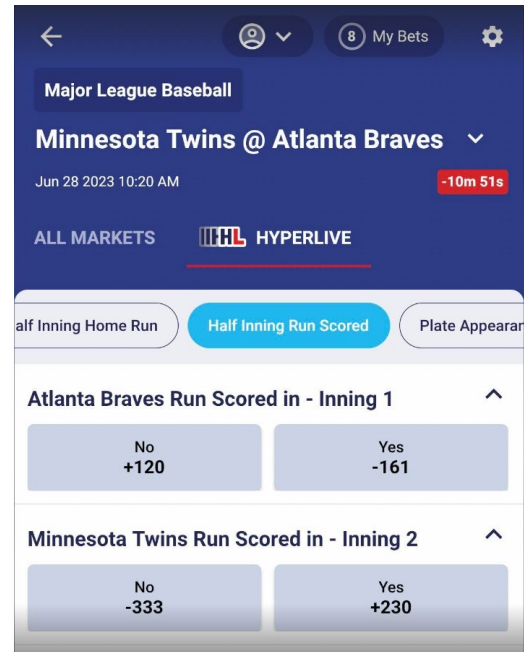 8 My Bets
Major League Baseball
Minnesota Twins @ Atlanta Braves
Jun 28 2023 10:20 AM
-10m 51s
ALL MARKETS HL HYPERLIVE
alf Inning Home Run Half Inning Run Scored Plate Appearan
Atlanta Braves Run Scored in - Inning 1
No Yes
+120 -161
Minnesota Twins Run Scored in - Inning 2
No Yes
-333 +230